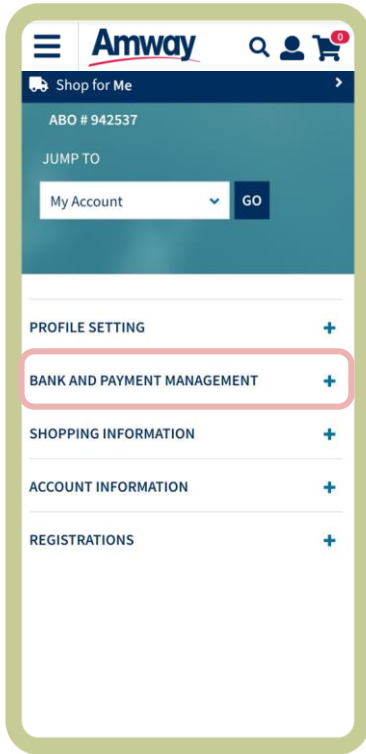 Amway
0
Shop for Me
ABO # 942537
JUMP TO
My Account
GO
PROFILE SETTING
BANK AND PAYMENT MANAGEMENT
SHOPPING INFORMATION
ACCOUNT INFORMATION
REGISTRATIONS